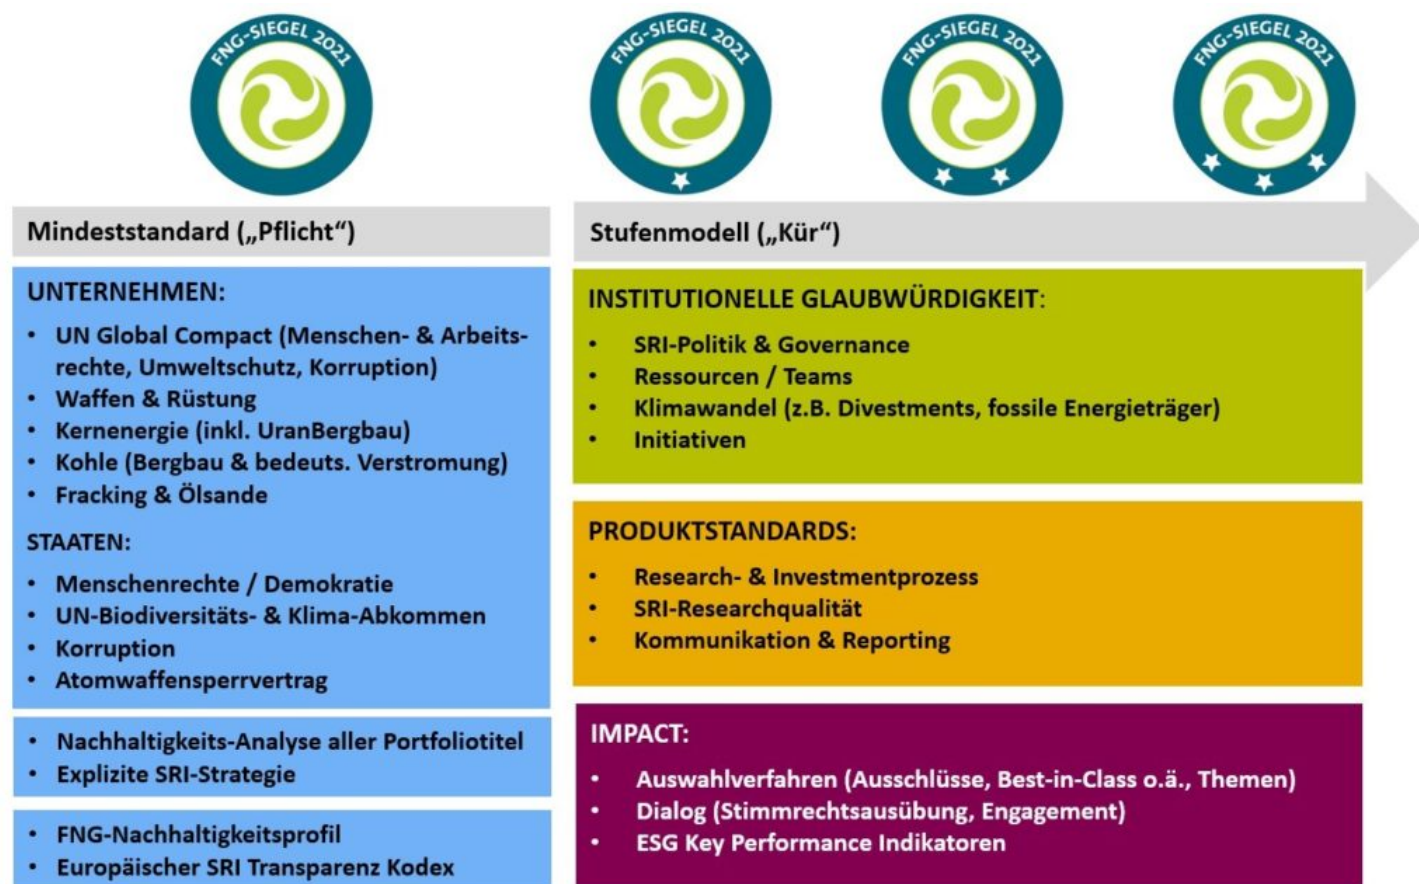 FNG-SIEGEL 2021
FNG-SIEGEL 2021
FNG-SIEGEL 2021
FNG-SIEGEL 2021
Mindeststandard („Pflicht“)
UNTERNEHMEN:
• UN Global Compact (Menschen- & Arbeits-
rechte, Umweltschutz, Korruption)
• Waffen & Rüstung
• Kernenergie (inkl. UranBergbau)
• Kohle (Bergbau & bedeuts. Verstromung)
• Fracking & Ölsande
STAATEN:
• Menschenrechte / Demokratie
• UN-Biodiversitäts- & Klima-Abkommen
• Korruption
• Atomwaffensperrvertrag
• Nachhaltigkeits-Analyse aller Portfoliotitel
• Explizite SRI-Strategie
• FNG-Nachhaltigkeitsprofil
• Europäischer SRI Transparenz Kodex
Stufenmodell („Kür“)
INSTITUTIONELLE GLAUBWÜRDIGKEIT:
• SRI-Politik & Governance
• Ressourcen / Teams
• Klimawandel (z.B. Divestments, fossile Energieträger)
• Initiativen
PRODUKTSTANDARDS:
• Research- & Investmentprozess
• SRI-Researchqualität
• Kommunikation & Reporting
IMPACT:
• Auswahlverfahren (Ausschlüsse, Best-in-Class o.ä., Themen)
• Dialog (Stimmrechtsausübung, Engagement)
• ESG Key Performance Indikatoren